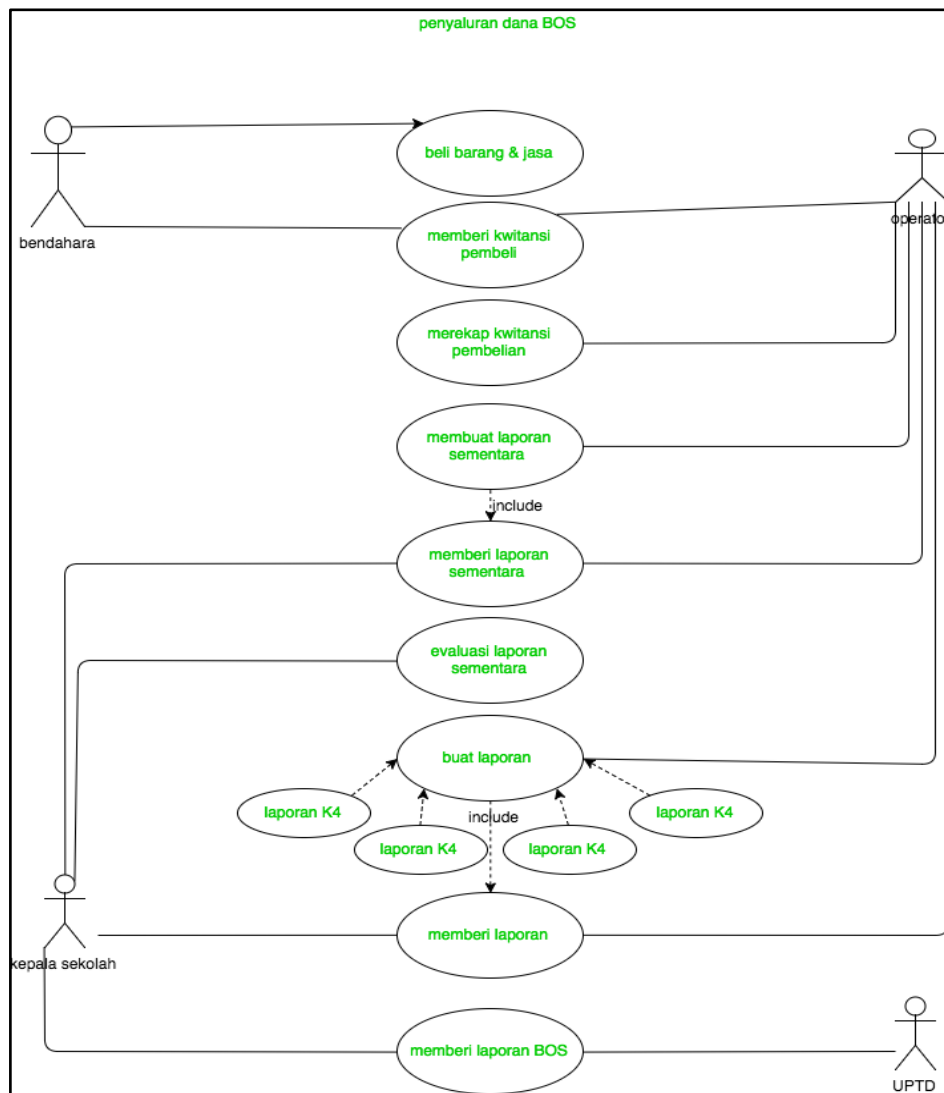 penyaluran dana BOS
beli barang & jasa
bendahara
operato
memberi kwitansi
pembeli
merekap kwitansi
pembelian
membuat laporan
sementara
include
memberi laporan
sementara
evaluasi laporan
sementara
buat laporan
laporan K4
laporan K4
include
laporan K4
laporan K4
memberi laporan
kepala sekolah
memberi laporan BOS
UPTD